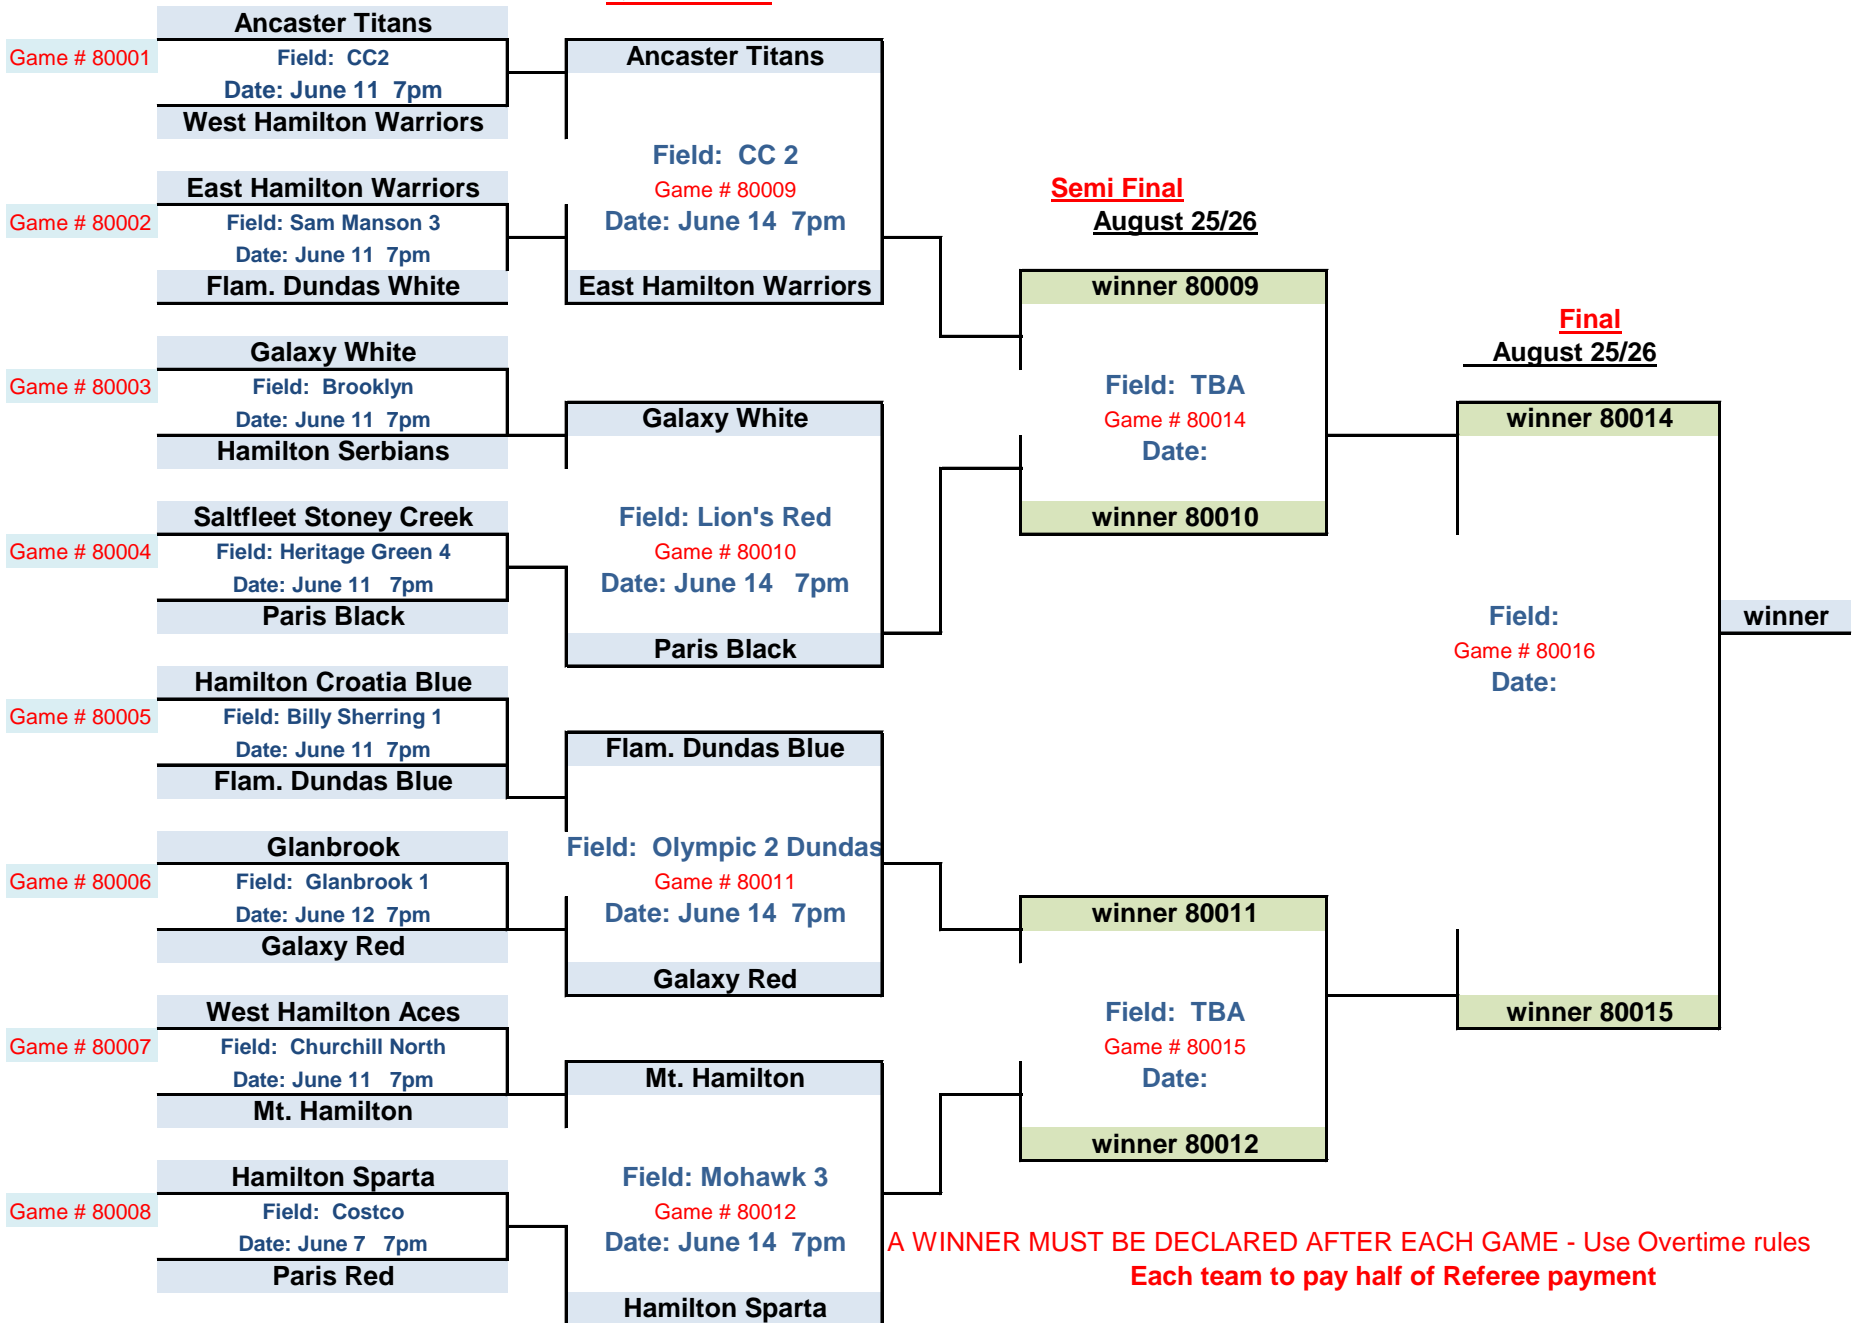 Ancaster Titans
Game # 80001
Field: CC2
Date: June 11 7pm
West Hamilton Warriors
East Hamilton Warriors
Game # 80002
Field: Sam Manson 3
Date: June 11 7pm
Flam. Dundas White
Galaxy White
Game # 80003
Field: Brooklyn
Date: June 11 7pm
Hamilton Serbians
Saltfleet Stoney Creek
Game # 80004
Field: Heritage Green 4
Date: June 11 7pm
Paris Black
Hamilton Croatia Blue
Game # 80005
Field: Billy Sherring 1
Date: June 11 7pm
Flam. Dundas Blue
Glanbrook
Game # 80006
Field: Glanbrook 1
Date: June 12 7pm
Galaxy Red
West Hamilton Aces
Game # 80007
Field: Churchill North
Date: June 11 7pm
Mt. Hamilton
Hamilton Sparta
Game # 80008
Field: Costco
Date: June 7 7pm
Paris Red
Ancaster Titans
Field: CC 2
Game # 80009
Date: June 14 7pm
East Hamilton Warriors
Galaxy White
Field: Lion's Red
Game # 80010
Date: June 14 7pm
Paris Black
Flam. Dundas Blue
Field: Olympic 2 Dundas
Game # 80011
Date: June 14 7pm
Galaxy Red
Mt. Hamilton
Field: Mohawk 3
Game # 80012
Date: June 14 7pm
Hamilton Sparta
Semi Final
August 25/26
winner 80009
Field: TBA
Game # 80014
Date:
winner 80010
winner 80011
Field: TBA
Game # 80015
Date:
winner 80012
Final
August 25/26
winner 80014
Field:
Game # 80016
Date:
winner 80015
winner
A WINNER MUST BE DECLARED AFTER EACH GAME - Use Overtime rules
Each team to pay half of Referee payment